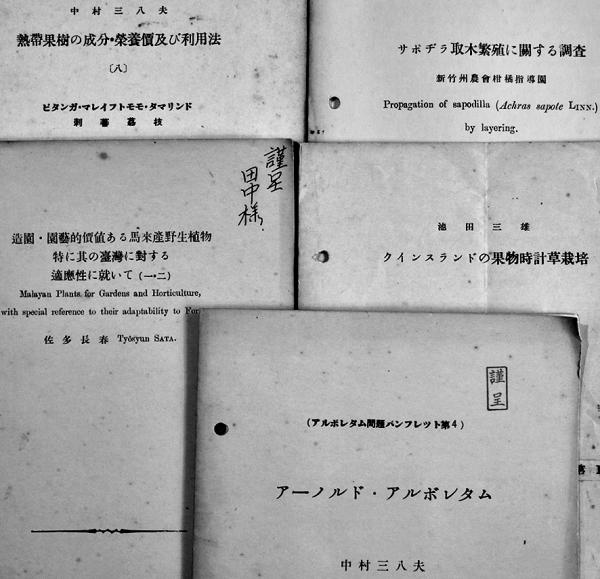 中村三八夫
熱帶果樹の成分・榮養價及び利用法
〔八〕
ピタンガ・マレイフトモモ・タマリンド
刺蕃茘枝
サポヂラ取木繁殖に關する調査
新竹州農會柑橘指導園
Propagation of sapodilla (Achras sapote LINN.)
by layering.
謹呈
田中様
造園・園藝的價値ある馬来産野生植物
特に其の臺灣に對する
適應性に就いて(一・二)
Malayan Plants for Gardens and Horticulture,
with special reference to their adaptability to For
佐多長春 Tyôsyun SATA.
池田三雄
クインスランドの果物時計草栽培
謹呈
(アルボレタム問題パンフレット第4)
アーノルド・アルボレタム
中村三八夫